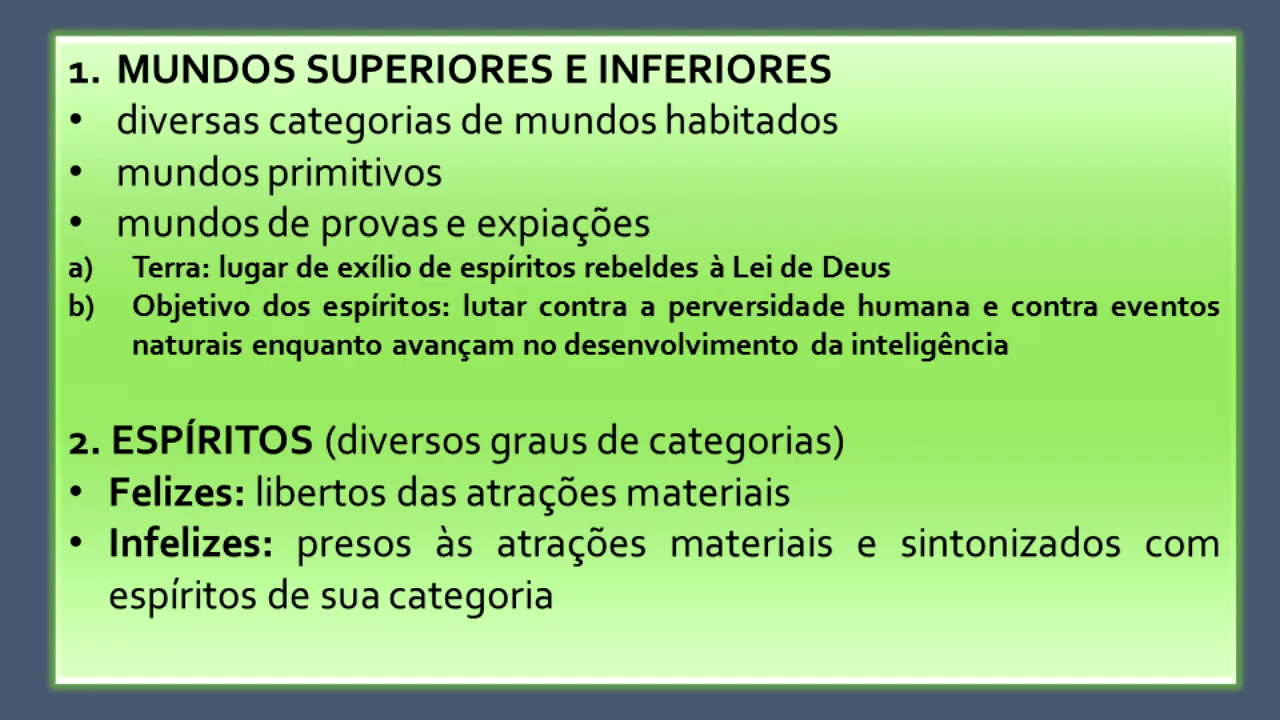 1. MUNDOS SUPERIORES E INFERIORES
• diversas categorias de mundos habitados
• mundos primitivos
• mundos de provas e expiações
a) Terra: lugar de exílio de espíritos rebeldes à Lei de Deus
b) Objetivo dos espíritos: lutar contra a perversidade humana e contra eventos
naturais enquanto avançam no desenvolvimento da inteligência
2. ESPÍRITOS (diversos graus de categorias)
• Felizes: libertos das atrações materiais
• Infelizes: presos às atrações materiais e sintonizados com
espíritos de sua categoria